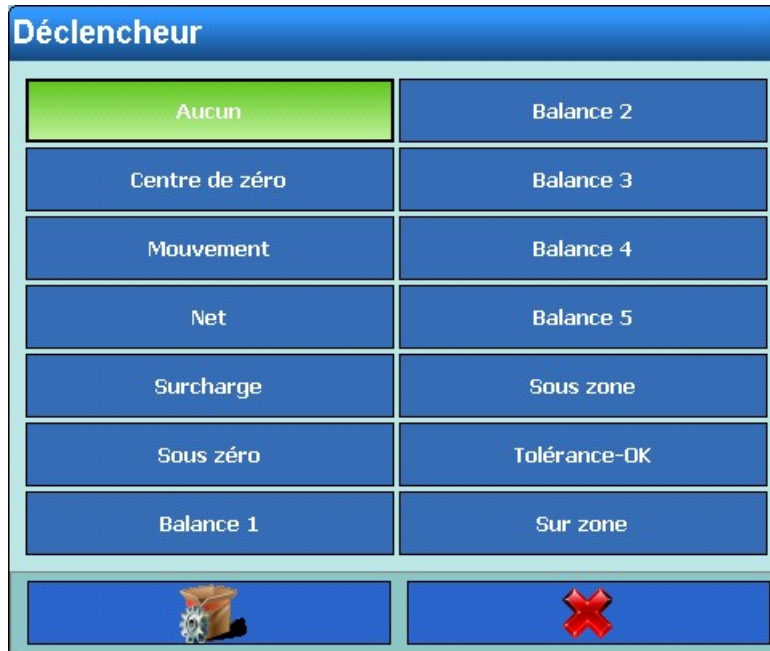 Déclencheur
Aucun
Centre de zéro
Mouvement
Net
Surcharge
Sous zéro
Balance 1
Balance 2
Balance 3
Balance 4
Balance 5
Sous zone
Tolérance-OK
Sur zone